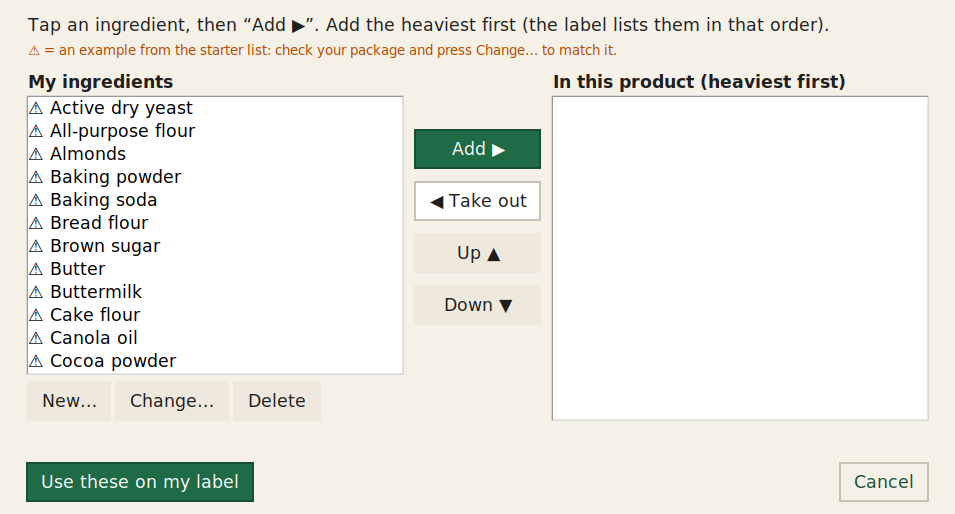 Tap an ingredient, then “Add ▶”. Add the heaviest first (the label lists them in that order).
⚠ = an example from the starter list: check your package and press Change… to match it.
My ingredients
⚠ Active dry yeast
⚠ All-purpose flour
⚠ Almonds
⚠ Baking powder
⚠ Baking soda
⚠ Bread flour
⚠ Brown sugar
⚠ Butter
⚠ Buttermilk
⚠ Cake flour
⚠ Canola oil
⚠ Cocoa powder
New…
Change…
Delete
Add ▶
◀ Take out
Up ▲
Down ▼
In this product (heaviest first)
Use these on my label
Cancel